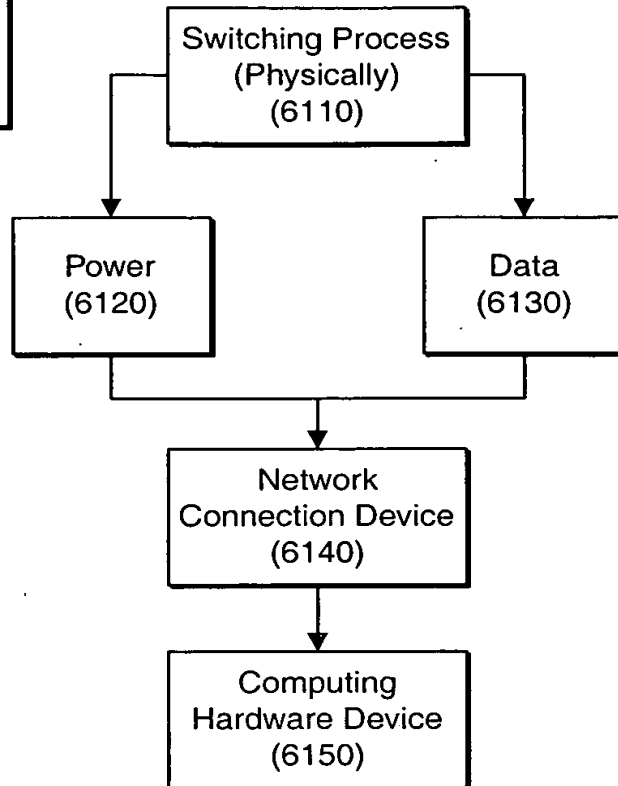 Switching Process
(Physically)
(6110)
Power
(6120)
Data
(6130)
Network
Connection Device
(6140)
Computing
Hardware Device
(6150)